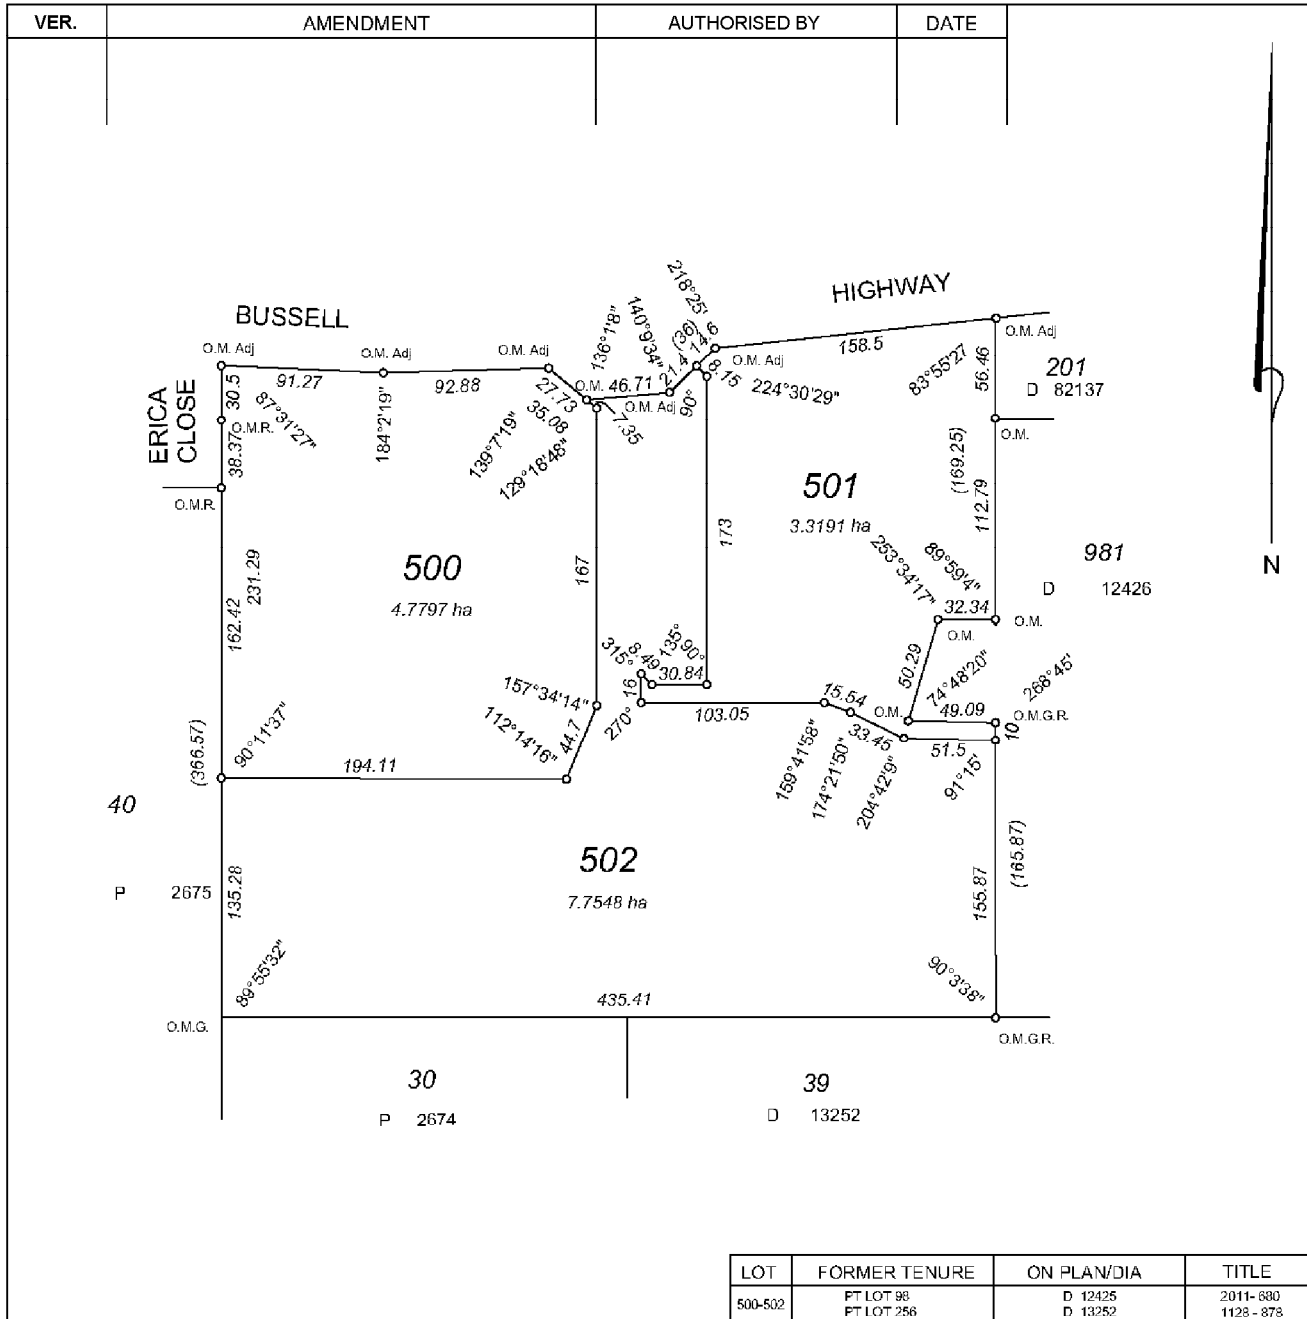 VER. AMENDMENT AUTHORISED BY DATE
BUSSELL
HIGHWAY
ERICA
CLOSE
O.M. Adj
O.M. Adj
O.M. Adj
O.M.
O.M. Adj
O.M. Adj
O.M. Adj
91.27
92.88
30.5
87°31'27"
O.M.R.
38.37
O.M.R.
184°2'19"
27.73
35.08
139°7'19"
129°18'48"
136°1'8"
140°9'34"
46.71
7.35
21.4
(36)
14.6
218°25'
90°
8.15
224°30'29"
158.5
83°55'27
56.46
201
D 82137
O.M.
(169.25)
112.79
981
D 12426
500
4.7797 ha
501
3.3191 ha
167
173
231.29
162.42
253°34'17"
89°59'4"
32.34
O.M.
O.M.
50.29
74°48'20"
268°45'
49.09
O.M.
O.M.G.R.
10
315°
8.49
135°
90°
30.84
16
270°
103.05
15.54
33.45
51.5
159°41'58"
174°21'50"
204°42'9"
91°15'
157°34'14"
112°14'16"
44.7
194.11
(366.57)
90°11'37"
40
P 2675
135.28
89°55'32"
502
7.7548 ha
155.87
(165.87)
90°3'38"
435.41
O.M.G.
O.M.G.R.
30
P 2674
39
D 13252
N
LOT FORMER TENURE ON PLAN/DIA TITLE
500-502 PT LOT 98 D 12425 2011- 680
PT LOT 256 D 13252 1128 - 878